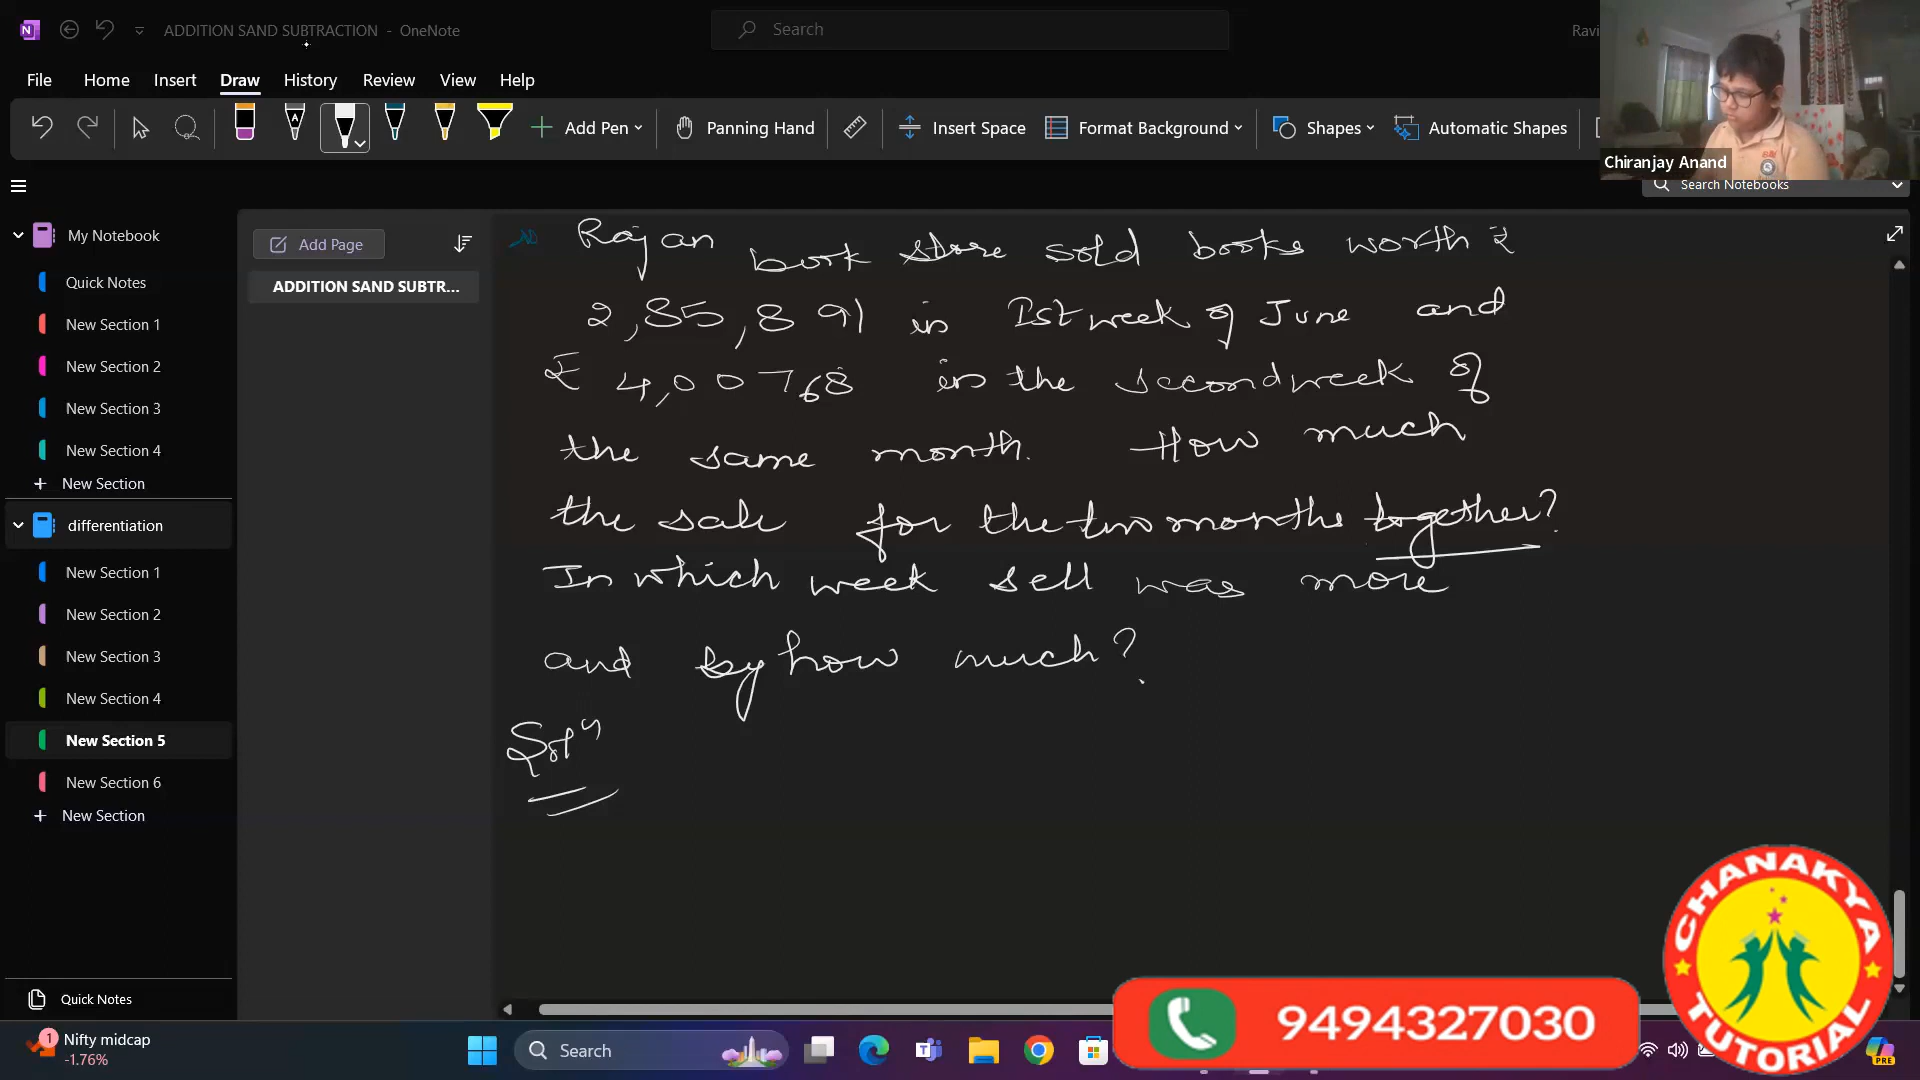 ADDITION SAND SUBTRACTION - OneNote
Search
Ravi
File Home Insert Draw History Review View Help
Add Pen
Panning Hand
Insert Space
Format Background
Shapes
Automatic Shapes
Chiranjay Anand
Search Notebooks
My Notebook
Quick Notes
New Section 1
New Section 2
New Section 3
New Section 4
+ New Section
differentiation
New Section 1
New Section 2
New Section 3
New Section 4
New Section 5
New Section 6
+ New Section
Quick Notes
Add Page
ADDITION SAND SUBTR...
Rajan book store sold books worth ₹
2,85,891 in Ist week of June and
₹ 4,00768 in the second week of
the same month. How much
the sale for the two months together?
In which week sell was more
and by how much?
Solⁿ
CHANAKYA
TUTORIAL
9494327030
1
Nifty midcap
-1.76%
Search
PRE